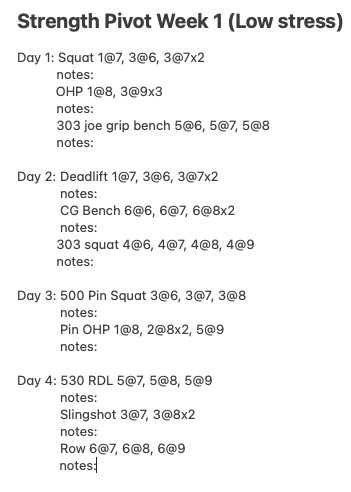 Strength Pivot Week 1 (Low stress)
Day 1: Squat 1@7, 3@6, 3@7x2
notes:
OHP 1@8, 3@9x3
notes:
303 joe grip bench 5@6, 5@7, 5@8
notes:
Day 2: Deadlift 1@7, 3@6, 3@7x2
notes:
CG Bench 6@6, 6@7, 6@8x2
notes:
303 squat 4@6, 4@7, 4@8, 4@9
notes:
Day 3: 500 Pin Squat 3@6, 3@7, 3@8
notes:
Pin OHP 1@8, 2@8x2, 5@9
notes:
Day 4: 530 RDL 5@7, 5@8, 5@9
notes:
Slingshot 3@7, 3@8x2
notes:
Row 6@7, 6@8, 6@9
notes: